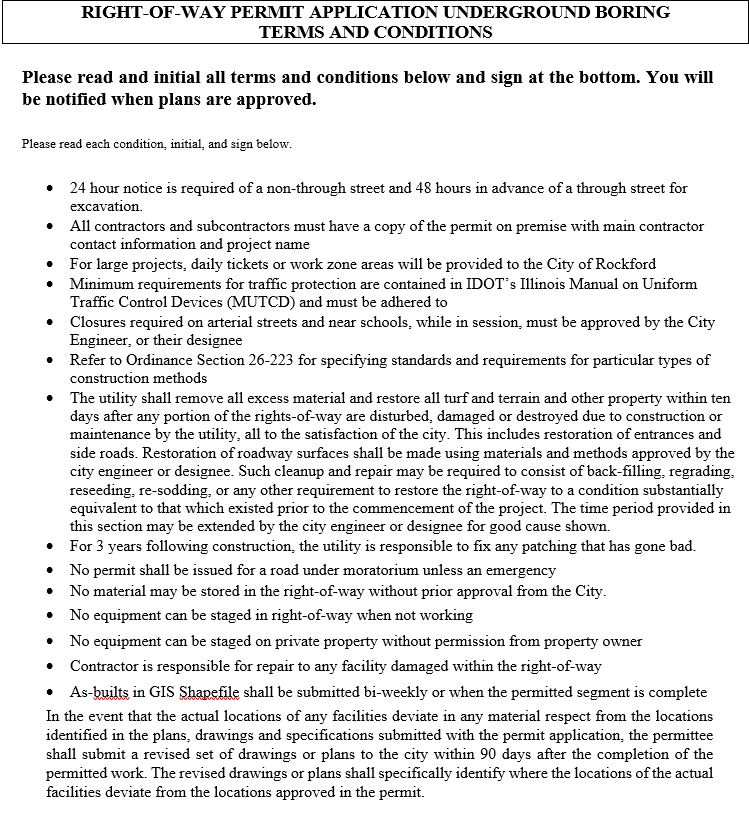 RIGHT-OF-WAY PERMIT APPLICATION UNDERGROUND BORING
TERMS AND CONDITIONS
Please read and initial all terms and conditions below and sign at the bottom. You will
be notified when plans are approved.
Please read each condition, initial, and sign below.
• 24 hour notice is required of a non-through street and 48 hours in advance of a through street for
excavation.
• All contractors and subcontractors must have a copy of the permit on premise with main contractor
contact information and project name
• For large projects, daily tickets or work zone areas will be provided to the City of Rockford
• Minimum requirements for traffic protection are contained in IDOT's Illinois Manual on Uniform
Traffic Control Devices (MUTCD) and must be adhered to
• Closures required on arterial streets and near schools, while in session, must be approved by the City
Engineer, or their designee
• Refer to Ordinance Section 26-223 for specifying standards and requirements for particular types of
construction methods
• The utility shall remove all excess material and restore all turf and terrain and other property within ten
days after any portion of the rights-of-way are disturbed, damaged or destroyed due to construction or
maintenance by the utility, all to the satisfaction of the city. This includes restoration of entrances and
side roads. Restoration of roadway surfaces shall be made using materials and methods approved by the
city engineer or designee. Such cleanup and repair may be required to consist of back-filling, regrading,
reseeding, re-sodding, or any other requirement to restore the right-of-way to a condition substantially
equivalent to that which existed prior to the commencement of the project. The time period provided in
this section may be extended by the city engineer or designee for good cause shown.
• For 3 years following construction, the utility is responsible to fix any patching that has gone bad.
• No permit shall be issued for a road under moratorium unless an emergency
• No material may be stored in the right-of-way without prior approval from the City.
• No equipment can be staged in right-of-way when not working
• No equipment can be staged on private property without permission from property owner
• Contractor is responsible for repair to any facility damaged within the right-of-way
• As-builts in GIS Shapefile shall be submitted bi-weekly or when the permitted segment is complete
In the event that the actual locations of any facilities deviate in any material respect from the locations
identified in the plans, drawings and specifications submitted with the permit application, the permittee
shall submit a revised set of drawings or plans to the city within 90 days after the completion of the
permitted work. The revised drawings or plans shall specifically identify where the locations of the actual
facilities deviate from the locations approved in the permit.